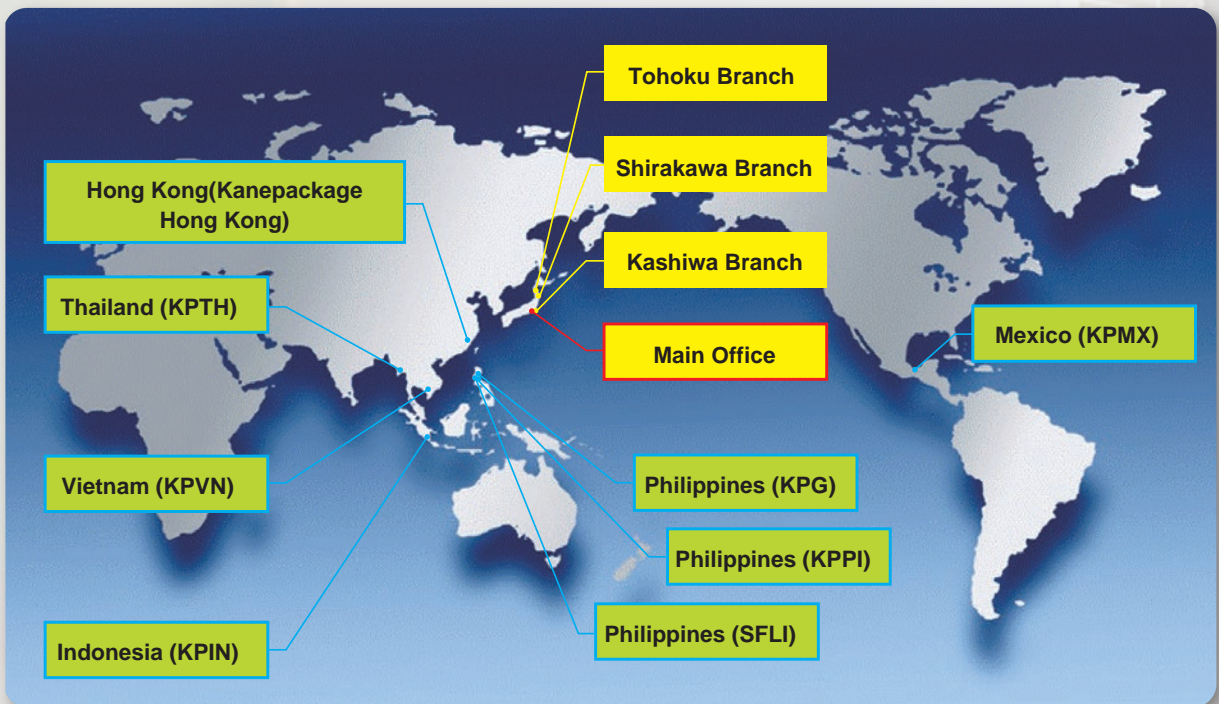 Tohoku Branch
Shirakawa Branch
Hong Kong(Kanepackage
Hong Kong)
Kashiwa Branch
Thailand (KPTH)
Main Office
Mexico (KPMX)
Vietnam (KPVN)
Philippines (KPG)
Philippines (KPPI)
Philippines (SFLI)
Indonesia (KPIN)